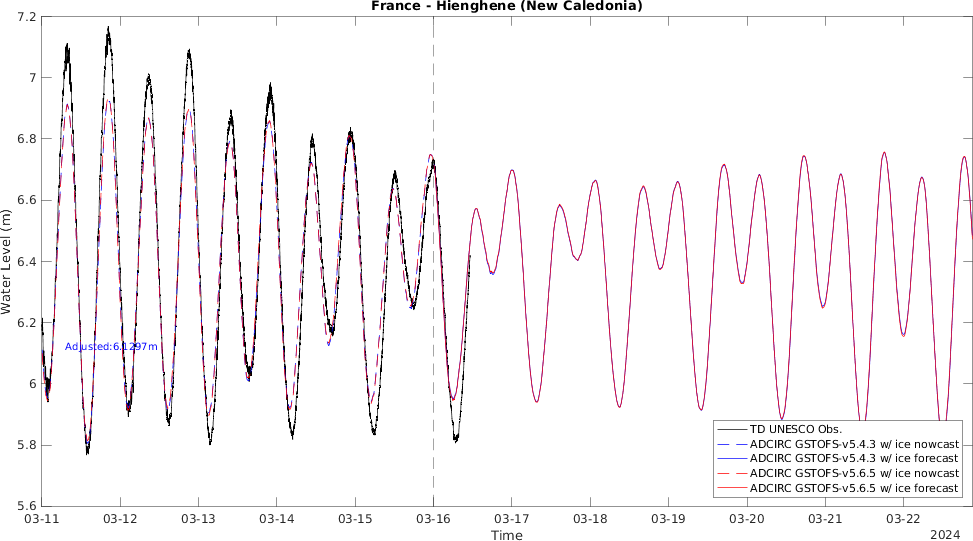 France - Hienghene (New Caledonia)
7.2
7
6.8
6.6
6.4
6.2
6
5.8
5.6
Water Level (m)
Adjusted:6.1297m
TD UNESCO Obs.
ADCIRC GSTOFS-v5.4.3 w/ ice nowcast
ADCIRC GSTOFS-v5.4.3 w/ ice forecast
ADCIRC GSTOFS-v5.6.5 w/ ice nowcast
ADCIRC GSTOFS-v5.6.5 w/ ice forecast
03-11 03-12 03-13 03-14 03-15 03-16 03-17 03-18 03-19 03-20 03-21 03-22
Time
2024